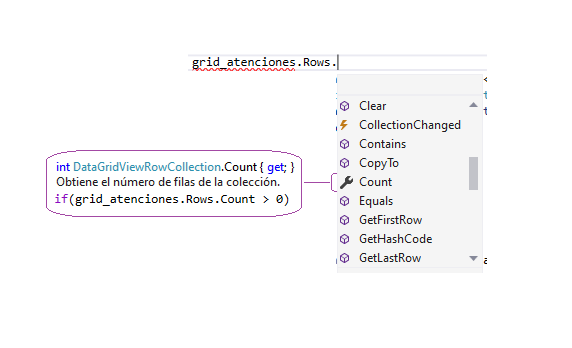 grid_atenciones.Rows.
Clear
CollectionChanged
Contains
CopyTo
Count
Equals
GetFirstRow
GetHashCode
GetLastRow
int DataGridViewRowCollection.Count { get; }
Obtiene el número de filas de la colección.
if(grid_atenciones.Rows.Count > 0)